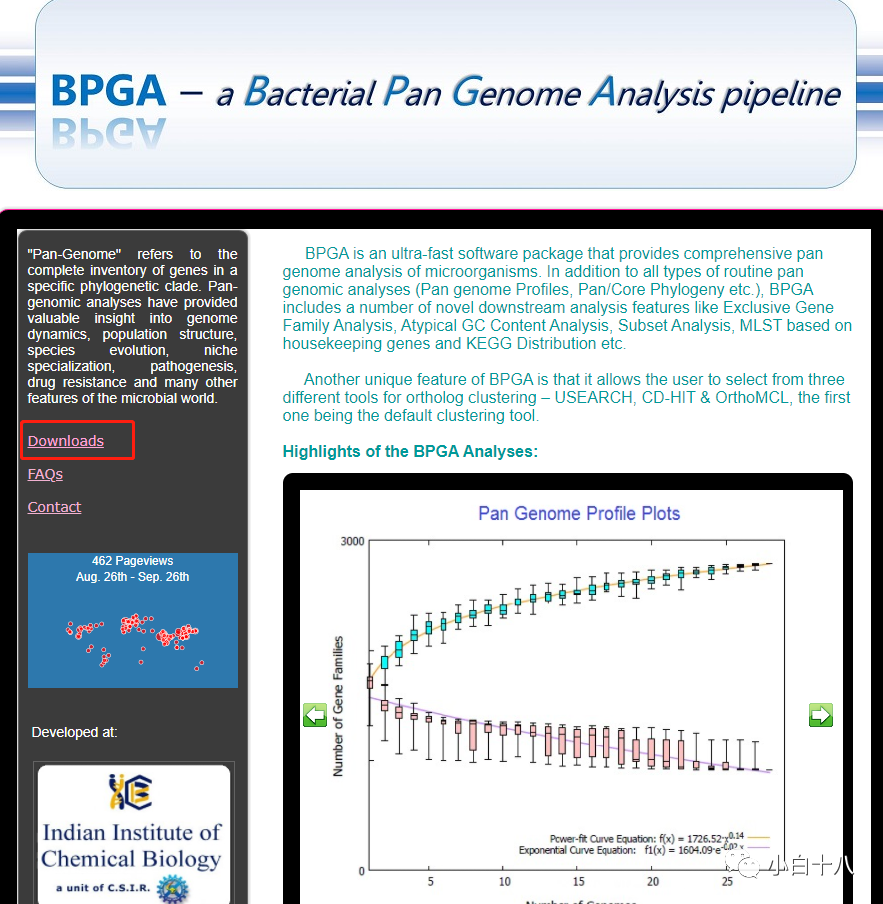 BPGA – a Bacterial Pan Genome Analysis pipeline
"Pan-Genome" refers to the
complete inventory of genes in a
specific phylogenetic clade. Pan-
genomic analyses have provided
valuable insight into genome
dynamics, population structure,
species evolution, niche
specialization, pathogenesis,
drug resistance and many other
features of the microbial world.
Downloads
FAQs
Contact
462 Pageviews
Aug. 26th - Sep. 26th
Developed at:
Indian Institute of
Chemical Biology
a unit of C.S.I.R.
BPGA is an ultra-fast software package that provides comprehensive pan
genome analysis of microorganisms. In addition to all types of routine pan
genomic analyses (Pan genome Profiles, Pan/Core Phylogeny etc.), BPGA
includes a number of novel downstream analysis features like Exclusive Gene
Family Analysis, Atypical GC Content Analysis, Subset Analysis, MLST based on
housekeeping genes and KEGG Distribution etc.
Another unique feature of BPGA is that it allows the user to select from three
different tools for ortholog clustering – USEARCH, CD-HIT & OrthoMCL, the first
one being the default clustering tool.
Highlights of the BPGA Analyses:
Pan Genome Profile Plots
3000
Number of Gene Families
Power-fit Curve Equation: f(x) = 1726.52·x^0.14
Exponential Curve Equation: f1(x) = 1604.09·e^-0.02 x
0
5 10 15 20 25
Number of Genomes
小白十八